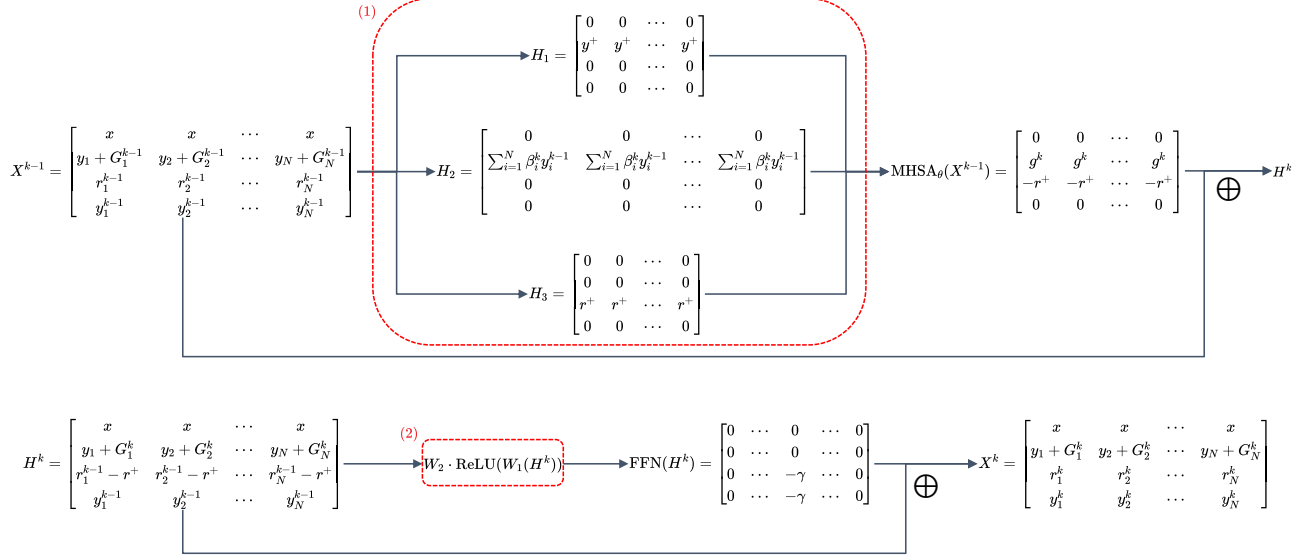 (1)
H_1 = [0 0 ⋯ 0; y^+ y^+ ⋯ y^+; 0 0 ⋯ 0; 0 0 ⋯ 0]
X^{k-1} = [x x ⋯ x; y_1 + G_1^{k-1} y_2 + G_2^{k-1} ⋯ y_N + G_N^{k-1}; r_1^{k-1} r_2^{k-1} ⋯ r_N^{k-1}; y_1^{k-1} y_2^{k-1} ⋯ y_N^{k-1}]
H_2 = [0 0 ⋯ 0; ∑_{i=1}^N β_i^k y_i^{k-1} ∑_{i=1}^N β_i^k y_i^{k-1} ⋯ ∑_{i=1}^N β_i^k y_i^{k-1}; 0 0 ⋯ 0; 0 0 ⋯ 0]
MHSA_θ(X^{k-1}) = [0 0 ⋯ 0; g^k g^k ⋯ g^k; −r^+ −r^+ ⋯ −r^+; 0 0 ⋯ 0]
⊕
H^k
H_3 = [0 0 ⋯ 0; 0 0 ⋯ 0; r^+ r^+ ⋯ r^+; 0 0 ⋯ 0]
H^k = [x x ⋯ x; y_1 + G_1^k y_2 + G_2^k ⋯ y_N + G_N^k; r_1^{k-1} − r^+ r_2^{k-1} − r^+ ⋯ r_N^{k-1} − r^+; y_1^{k-1} y_2^{k-1} ⋯ y_N^{k-1}]
(2)
W_2 · ReLU(W_1(H^k))
FFN(H^k) = [0 ⋯ 0 ⋯ 0; 0 ⋯ 0 ⋯ 0; 0 ⋯ −γ ⋯ 0; 0 ⋯ −γ ⋯ 0]
⊕
X^k = [x x ⋯ x; y_1 + G_1^k y_2 + G_2^k ⋯ y_N + G_N^k; r_1^k r_2^k ⋯ r_N^k; y_1^k y_2^k ⋯ y_N^k]